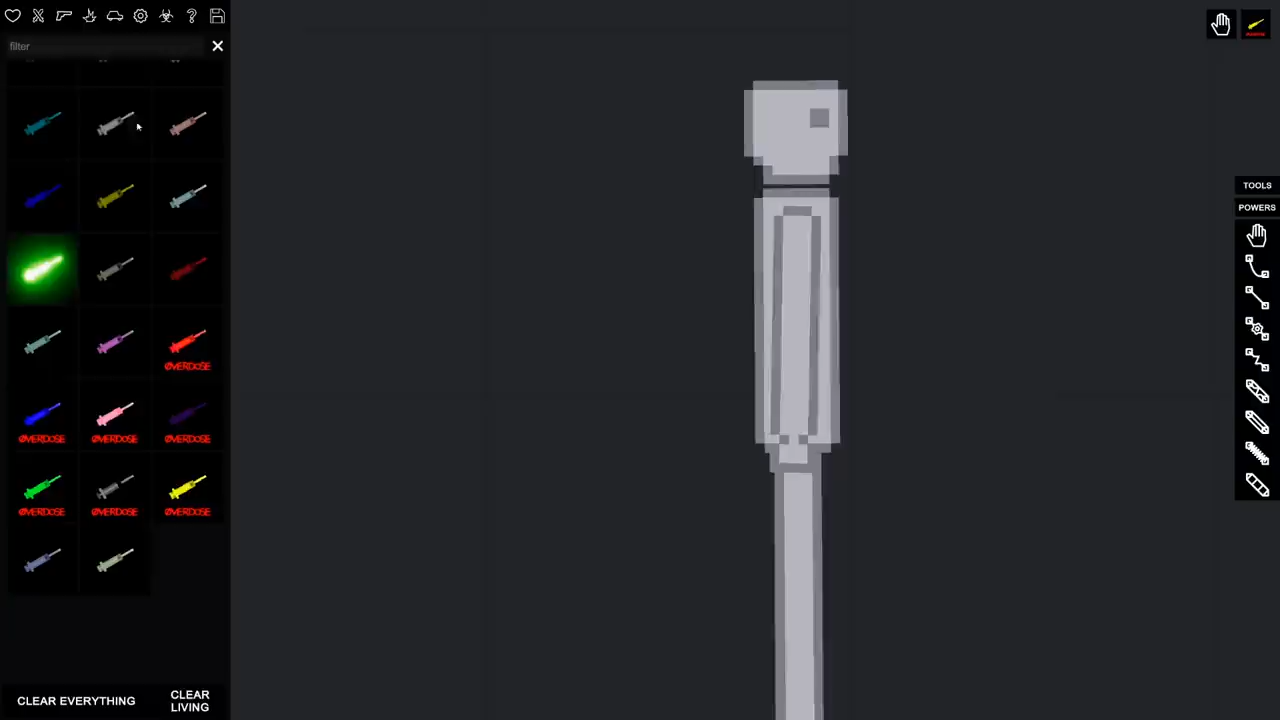 filter
TOOLS
POWERS
OVERDOSE
OVERDOSE
OVERDOSE
OVERDOSE
OVERDOSE
OVERDOSE
OVERDOSE
CLEAR EVERYTHING
CLEAR
LIVING